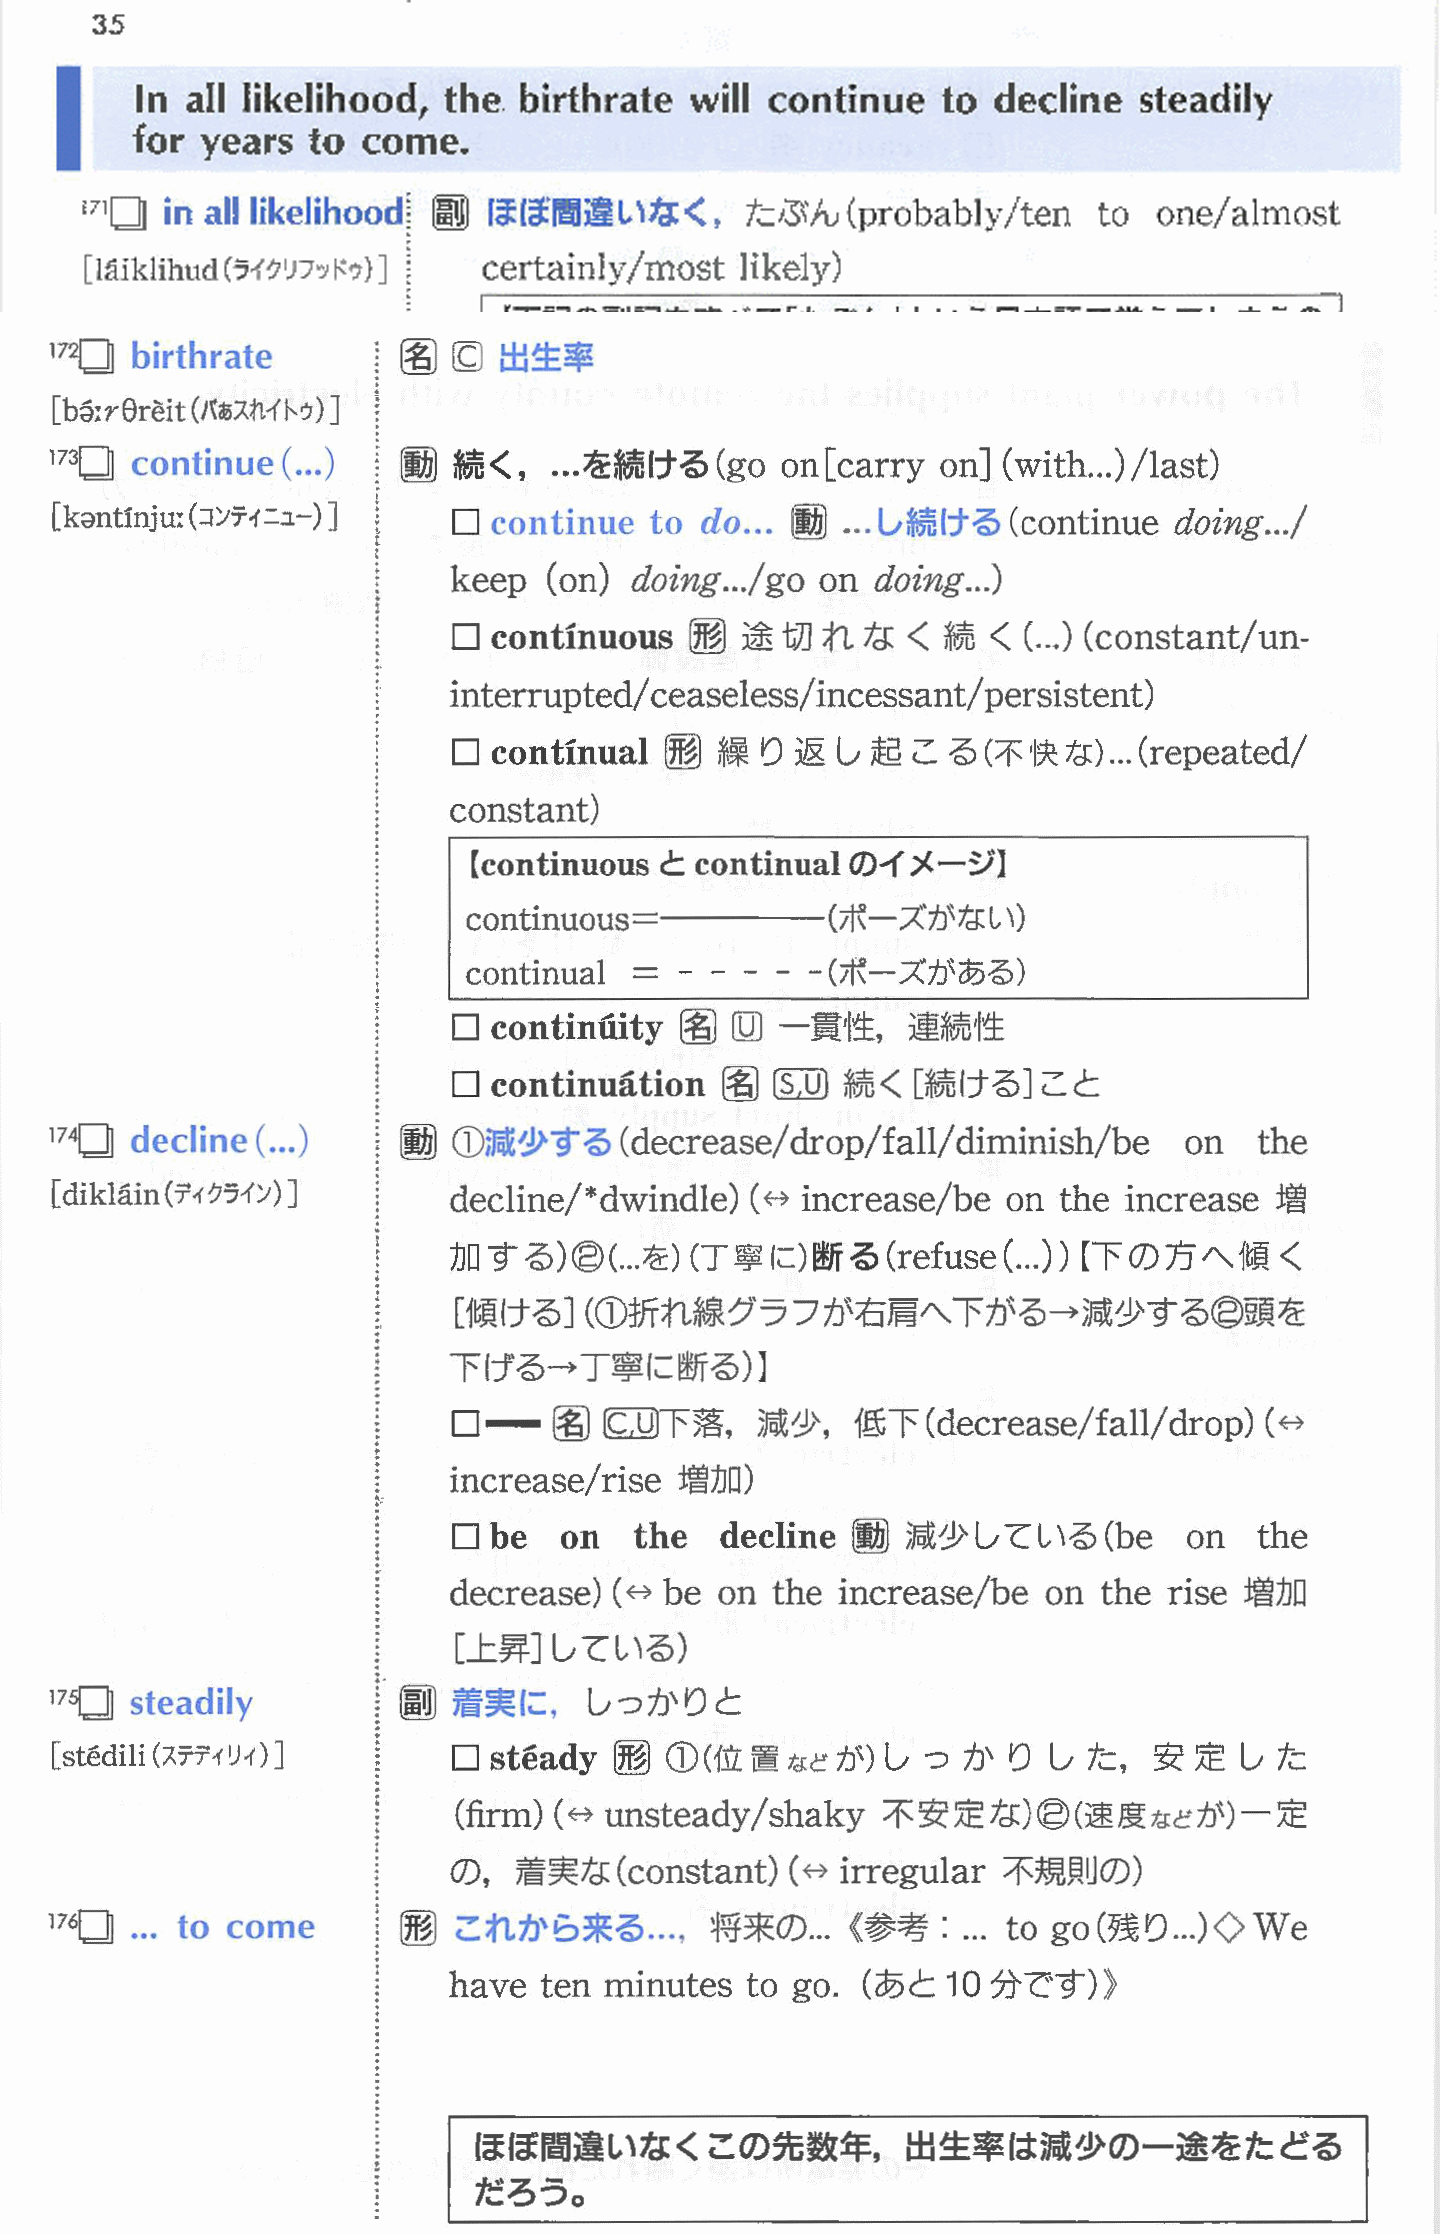 35
In all likelihood, the birthrate will continue to decline steadily
for years to come.
171 in all likelihood 副 ほぼ間違いなく，たぶん(probably/ten to one/almost
[láiklihud(ライクリフッドゥ)] certainly/most likely)
172 birthrate 名 C 出生率
[bə́ːrθrèit(バぁスれイトゥ)]
173 continue(...) 動 続く，...を続ける(go on[carry on](with...)/last)
[kəntínjuː(コンティニュー)] □ continue to do... 動 ...し続ける(continue doing.../
keep (on) doing.../go on doing...)
□ contínuous 形 途切れなく続く(...)(constant/un-
interrupted/ceaseless/incessant/persistent)
□ contínual 形 繰り返し起こる(不快な)...(repeated/
constant)
【continuous と continual のイメージ】
continuous=―――――(ポーズがない)
continual = - - - - -(ポーズがある)
□ continúity 名 U 一貫性，連続性
□ continuátion 名 S,U 続く[続ける]こと
174 decline(...) 動 ①減少する(decrease/drop/fall/diminish/be on the
[dikláin(ディクライン)] decline/*dwindle)(↔ increase/be on the increase 増
加する)②(...を)(丁寧に)断る(refuse(...))【下の方へ傾く
[傾ける](①折れ線グラフが右肩へ下がる→減少する②頭を
下げる→丁寧に断る)】
□━ 名 C,U下落，減少，低下(decrease/fall/drop)(↔
increase/rise 増加)
□ be on the decline 動 減少している(be on the
decrease)(↔ be on the increase/be on the rise 増加
[上昇]している)
175 steadily 副 着実に，しっかりと
[stédili(ステディリィ)] □ stéady 形 ①(位置などが)しっかりした，安定した
(firm)(↔ unsteady/shaky 不安定な)②(速度などが)一定
の，着実な(constant)(↔ irregular 不規則の)
176 ... to come 形 これから来る...，将来の...《参考：... to go(残り...)◇We
have ten minutes to go. (あと10分です)》
ほぼ間違いなくこの先数年，出生率は減少の一途をたどる
だろう。